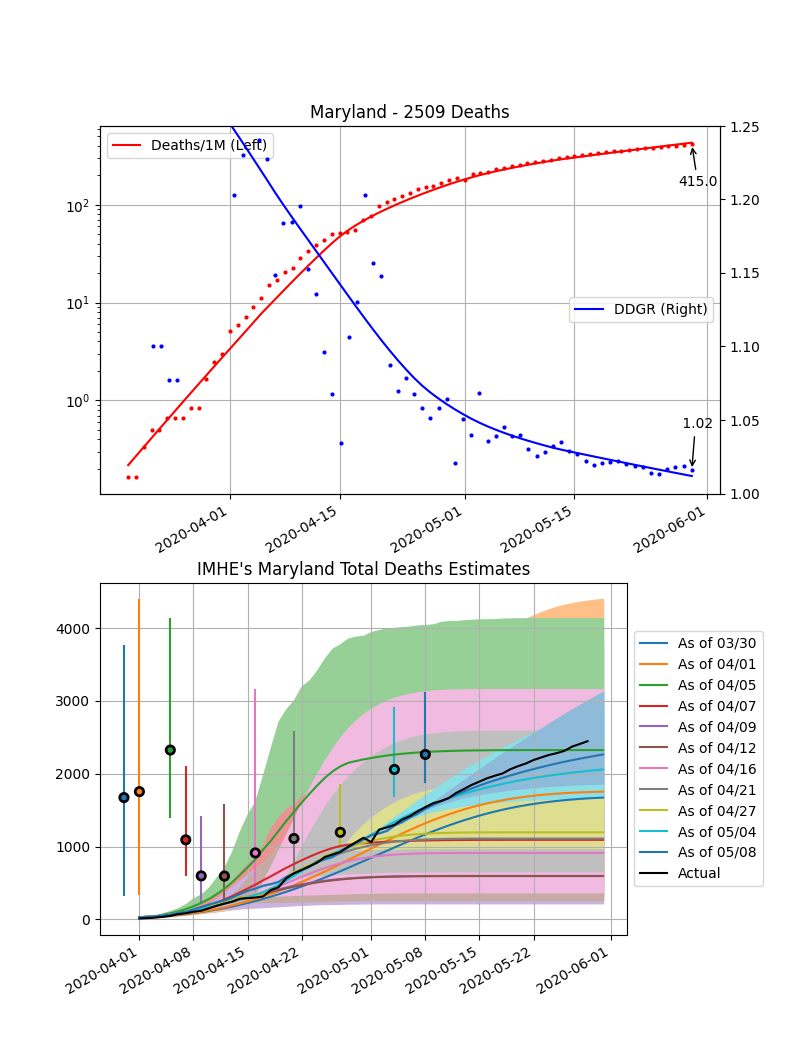 Maryland - 2509 Deaths
Deaths/1M (Left)
DDGR (Right)
415.0
1.02
10²
10¹
10⁰
1.25
1.20
1.15
1.10
1.05
1.00
2020-04-01
2020-04-15
2020-05-01
2020-05-15
2020-06-01
IMHE's Maryland Total Deaths Estimates
4000
3000
2000
1000
0
2020-04-01
2020-04-08
2020-04-15
2020-04-22
2020-05-01
2020-05-08
2020-05-15
2020-05-22
2020-06-01
As of 03/30
As of 04/01
As of 04/05
As of 04/07
As of 04/09
As of 04/12
As of 04/16
As of 04/21
As of 04/27
As of 05/04
As of 05/08
Actual